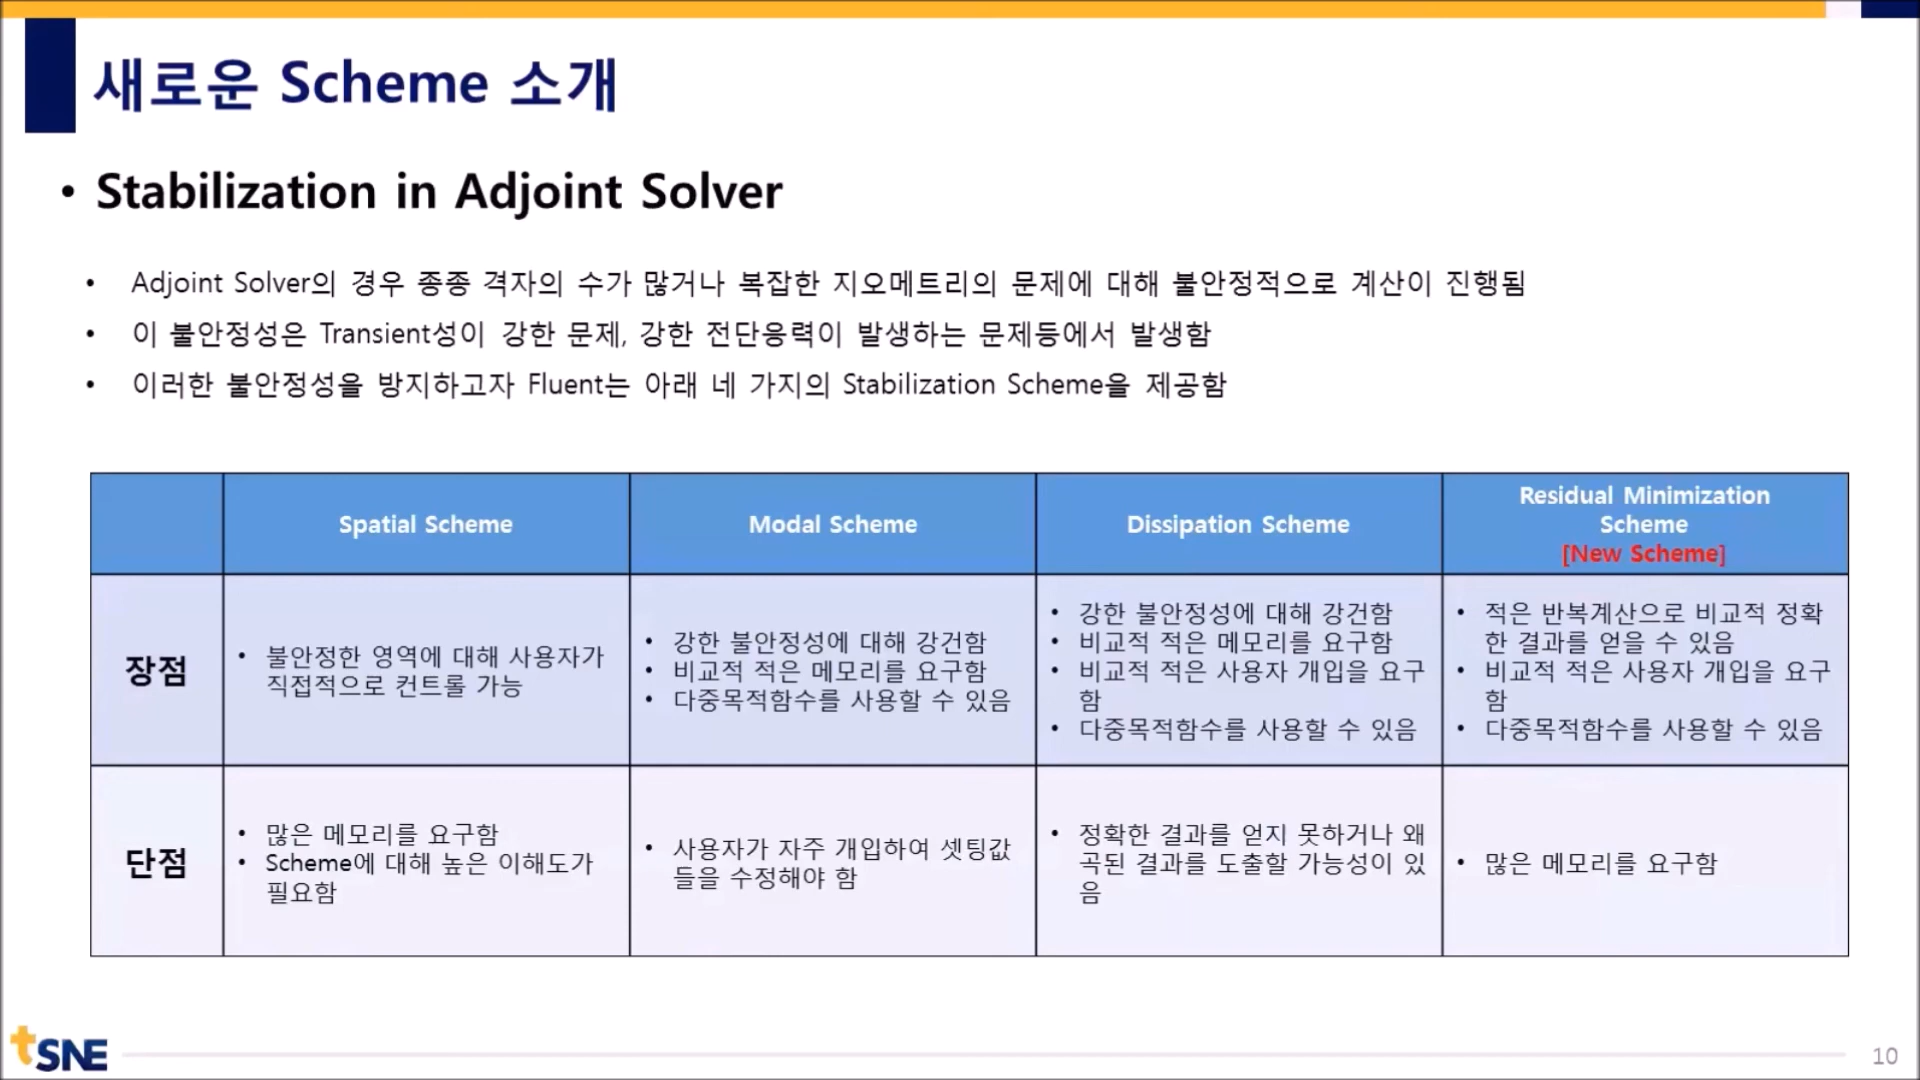 새로운 Scheme 소개
• Stabilization in Adjoint Solver
• Adjoint Solver의 경우 종종 격자의 수가 많거나 복잡한 지오메트리의 문제에 대해 불안정적으로 계산이 진행됨
• 이 불안정성은 Transient성이 강한 문제, 강한 전단응력이 발생하는 문제등에서 발생함
• 이러한 불안정성을 방지하고자 Fluent는 아래 네 가지의 Stabilization Scheme을 제공함
Spatial Scheme
Modal Scheme
Dissipation Scheme
Residual Minimization
Scheme
[New Scheme]
장점
• 불안정한 영역에 대해 사용자가
직접적으로 컨트롤 가능
• 강한 불안정성에 대해 강건함
• 비교적 적은 메모리를 요구함
• 다중목적함수를 사용할 수 있음
• 강한 불안정성에 대해 강건함
• 비교적 적은 메모리를 요구함
• 비교적 적은 사용자 개입을 요구
함
• 다중목적함수를 사용할 수 있음
• 적은 반복계산으로 비교적 정확
한 결과를 얻을 수 있음
• 비교적 적은 사용자 개입을 요구
함
• 다중목적함수를 사용할 수 있음
단점
• 많은 메모리를 요구함
• Scheme에 대해 높은 이해도가
필요함
• 사용자가 자주 개입하여 셋팅값
들을 수정해야 함
• 정확한 결과를 얻지 못하거나 왜
곡된 결과를 도출할 가능성이 있
음
• 많은 메모리를 요구함
tSNE
10